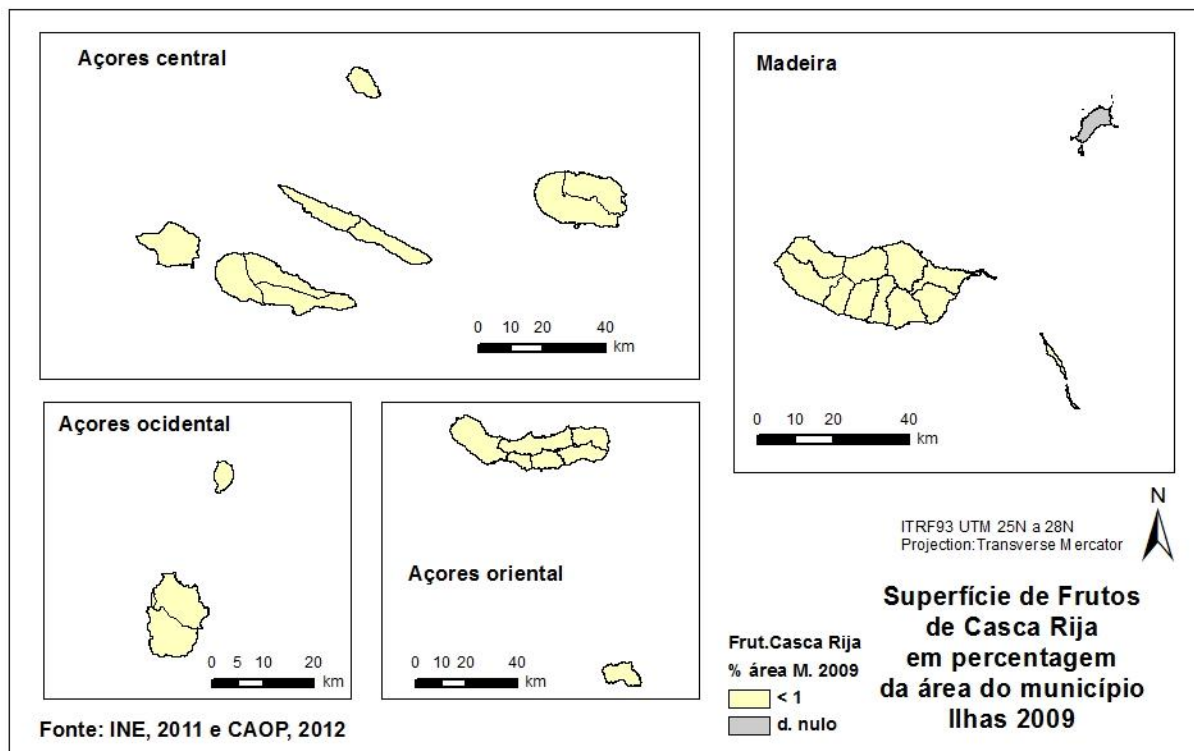 Açores central
0 10 20 40
km
Madeira
0 10 20 40
km
Açores ocidental
0 5 10 20
km
Açores oriental
0 10 20 40
km
N
ITRF93 UTM 25N a 28N
Projection:Transverse Mercator
Superfície de Frutos
de Casca Rija
em percentagem
da área do município
Ilhas 2009
Frut.Casca Rija
% área M. 2009
< 1
d. nulo
Fonte: INE, 2011 e CAOP, 2012